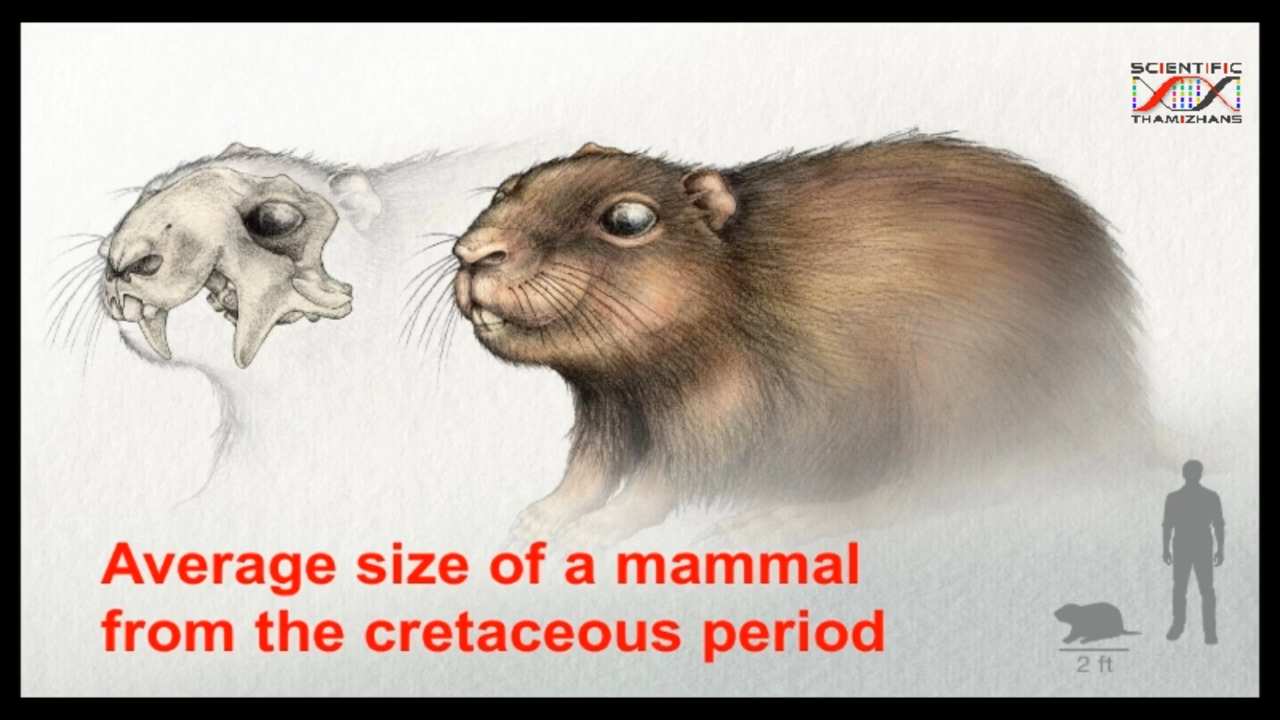 SCIENTIFIC
THAMIZHANS
Average size of a mammal
from the cretaceous period
2 ft